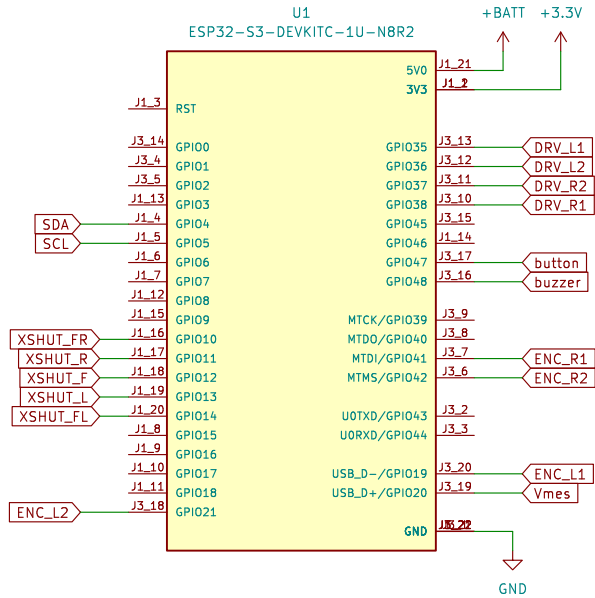 U1
ESP32-S3-DEVKITC-1U-N8R2
+BATT +3.3V
5V0 J1_21
3V3
J1_3 RST
J3_14 GPIO0 GPIO35 J3_13 DRV_L1
J3_4 GPIO1 GPIO36 J3_12 DRV_L2
J3_5 GPIO2 GPIO37 J3_11 DRV_R2
J1_13 GPIO3 GPIO38 J3_10 DRV_R1
SDA J1_4 GPIO4 GPIO45 J3_15
SCL J1_5 GPIO5 GPIO46 J1_14
J1_6 GPIO6 GPIO47 J3_17 button
J1_7 GPIO7 GPIO48 J3_16 buzzer
J1_12 GPIO8
J1_15 GPIO9 MTCK/GPIO39 J3_9
XSHUT_FR J1_16 GPIO10 MTDO/GPIO40 J3_8
XSHUT_R J1_17 GPIO11 MTDI/GPIO41 J3_7 ENC_R1
XSHUT_F J1_18 GPIO12 MTMS/GPIO42 J3_6 ENC_R2
XSHUT_L J1_19 GPIO13
XSHUT_FL J1_20 GPIO14 U0TXD/GPIO43 J3_2
J1_8 GPIO15 U0RXD/GPIO44 J3_3
J1_9 GPIO16
J1_10 GPIO17 USB_D-/GPIO19 J3_20 ENC_L1
J1_11 GPIO18 USB_D+/GPIO20 J3_19 Vmes
ENC_L2 J3_18 GPIO21
GND
GND